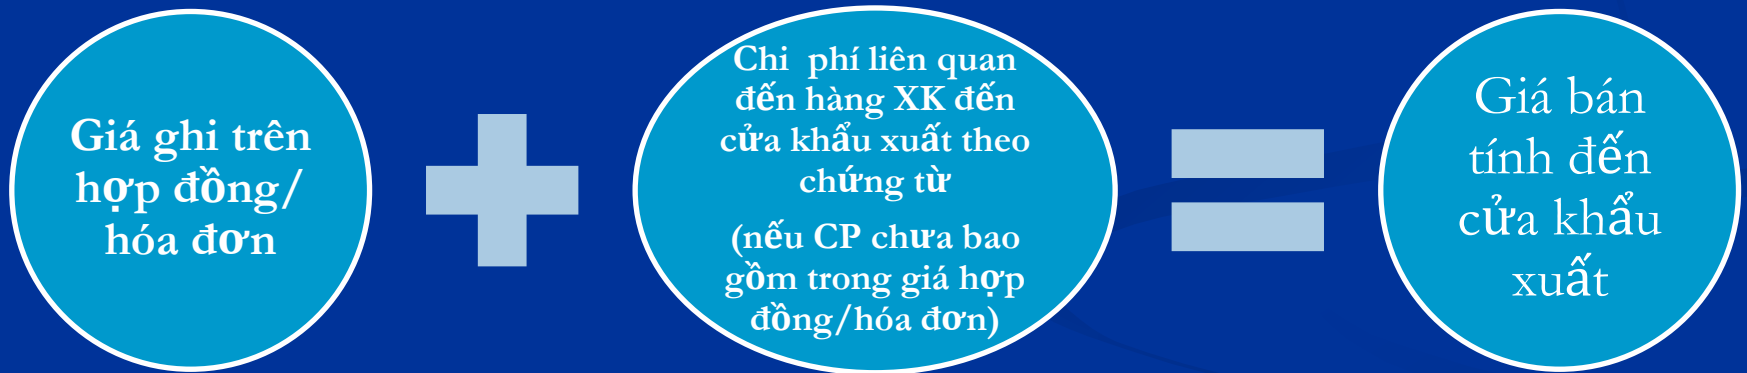 Giá ghi trên
hợp đồng/
hóa đơn
Chi phí liên quan
đến hàng XK đến
cửa khẩu xuất theo
chứng từ
(nếu CP chưa bao
gồm trong giá hợp
đồng/hóa đơn)
Giá bán
tính đến
cửa khẩu
xuất